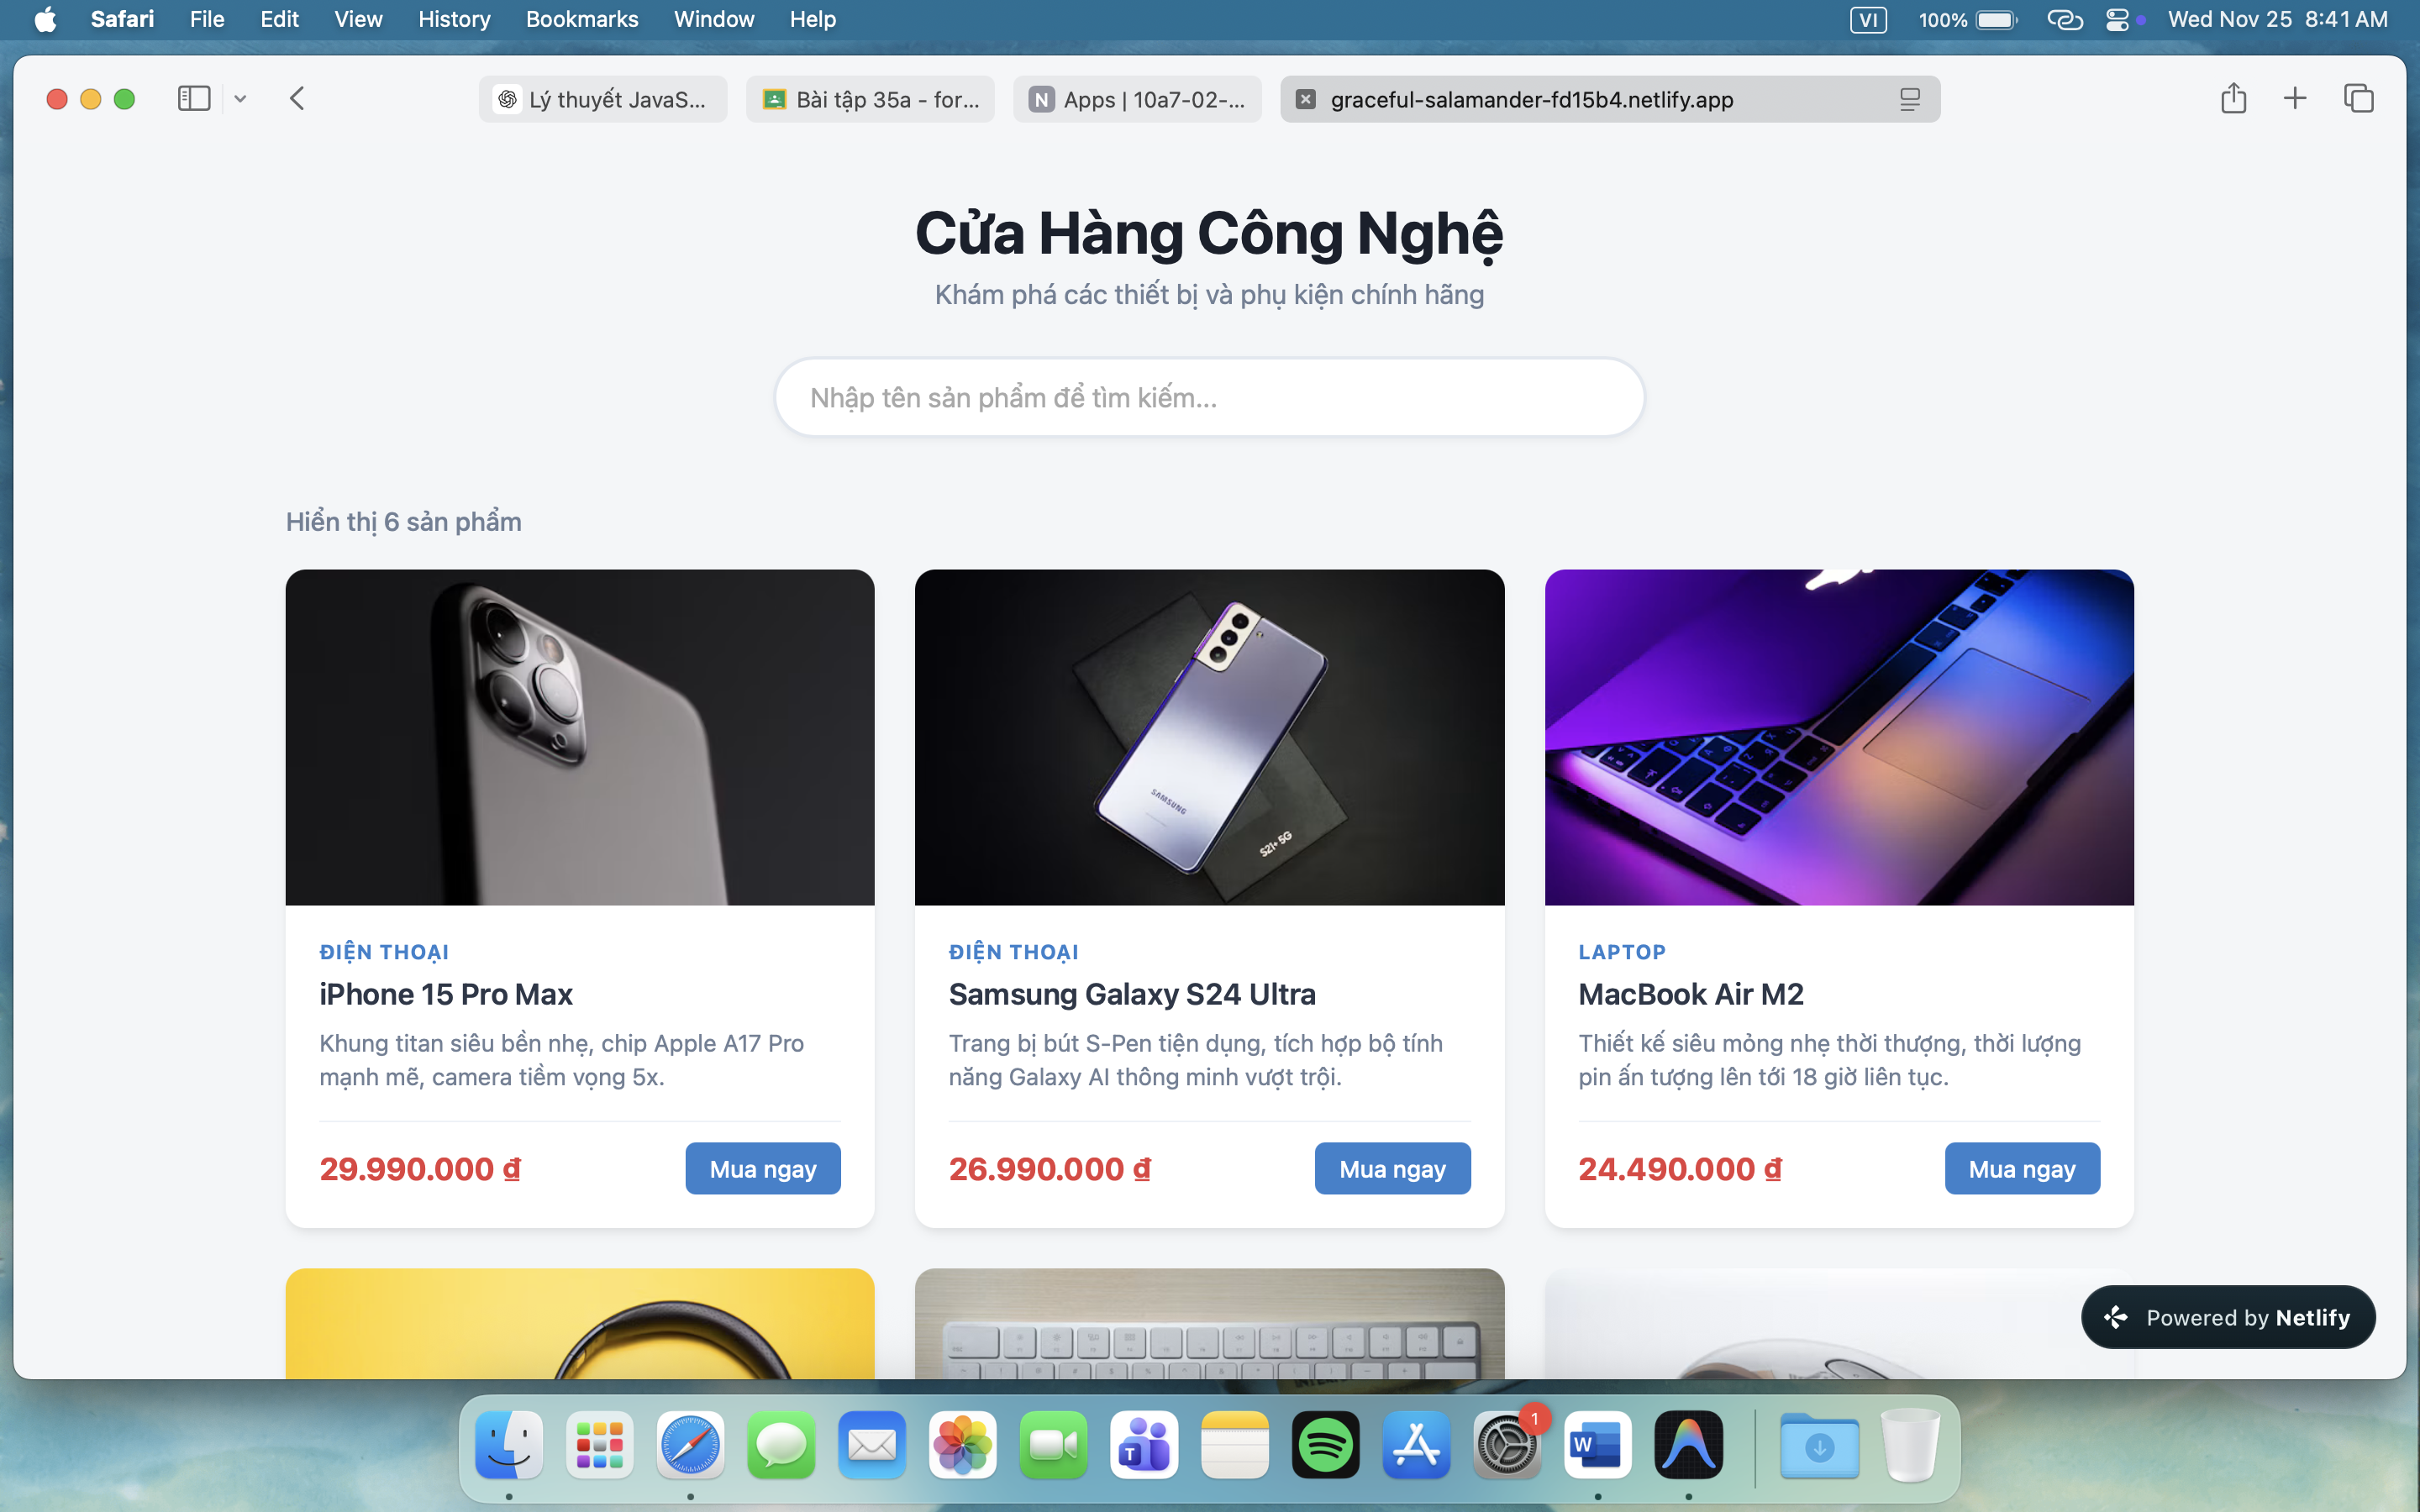 Safari File Edit View History Bookmarks Window Help VI 100% Wed Nov 25 8:41 AM
Lý thuyết JavaS... Bài tập 35a - for... N Apps | 10a7-02-... graceful-salamander-fd15b4.netlify.app
Cửa Hàng Công Nghệ
Khám phá các thiết bị và phụ kiện chính hãng
Nhập tên sản phẩm để tìm kiếm...
Hiển thị 6 sản phẩm
SAMSUNG
S21+ 5G
ĐIỆN THOẠI
iPhone 15 Pro Max
Khung titan siêu bền nhẹ, chip Apple A17 Pro
mạnh mẽ, camera tiềm vọng 5x.
29.990.000 ₫ Mua ngay
ĐIỆN THOẠI
Samsung Galaxy S24 Ultra
Trang bị bút S-Pen tiện dụng, tích hợp bộ tính
năng Galaxy AI thông minh vượt trội.
26.990.000 ₫ Mua ngay
LAPTOP
MacBook Air M2
Thiết kế siêu mỏng nhẹ thời thượng, thời lượng
pin ấn tượng lên tới 18 giờ liên tục.
24.490.000 ₫ Mua ngay
Powered by Netlify
T
1
W